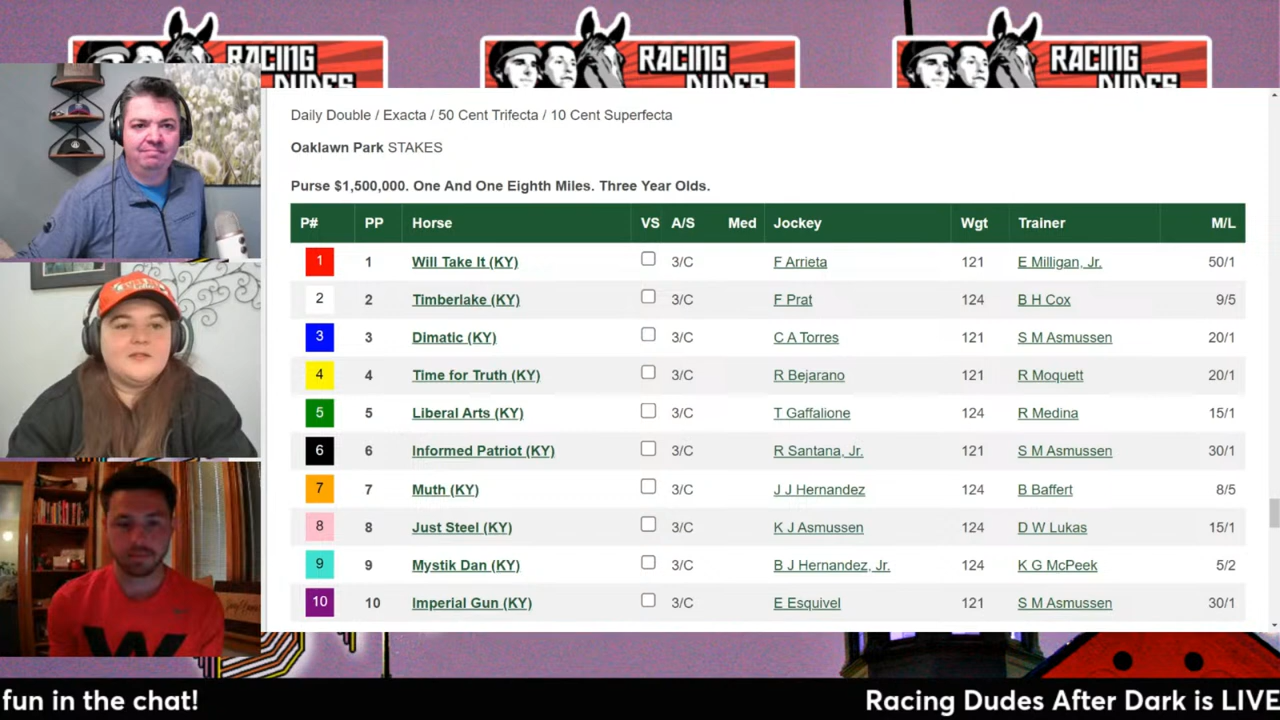 RACING
DUDES
RACING
DUDES
RACING
DUDES
Daily Double / Exacta / 50 Cent Trifecta / 10 Cent Superfecta
Oaklawn Park STAKES
Purse $1,500,000. One And One Eighth Miles. Three Year Olds.
P# PP Horse VS A/S Med Jockey Wgt Trainer M/L
1 1 Will Take It (KY) 3/C F Arrieta 121 E Milligan, Jr. 50/1
2 2 Timberlake (KY) 3/C F Prat 124 B H Cox 9/5
3 3 Dimatic (KY) 3/C C A Torres 121 S M Asmussen 20/1
4 4 Time for Truth (KY) 3/C R Bejarano 121 R Moquett 20/1
5 5 Liberal Arts (KY) 3/C T Gaffalione 124 R Medina 15/1
6 6 Informed Patriot (KY) 3/C R Santana, Jr. 121 S M Asmussen 30/1
7 7 Muth (KY) 3/C J J Hernandez 124 B Baffert 8/5
8 8 Just Steel (KY) 3/C K J Asmussen 124 D W Lukas 15/1
9 9 Mystik Dan (KY) 3/C B J Hernandez, Jr. 124 K G McPeek 5/2
10 10 Imperial Gun (KY) 3/C E Esquivel 121 S M Asmussen 30/1
W
fun in the chat!
Racing Dudes After Dark is LIVE